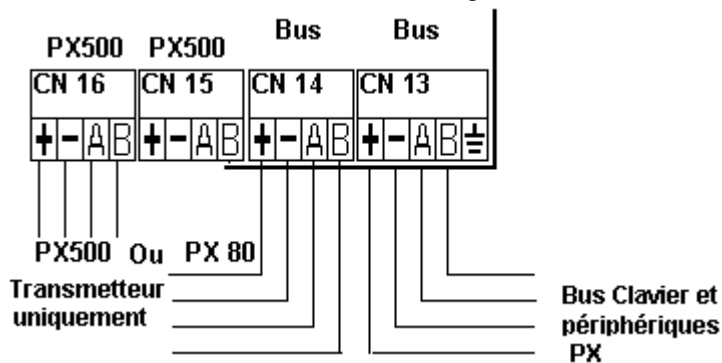 PX500 PX500 Bus Bus
CN 16 CN 15 CN 14 CN 13
+ - A B + - A B + - A B + - A B ⏚
PX500 Ou PX 80
Transmetteur
uniquement
Bus Clavier et
périphériques
PX